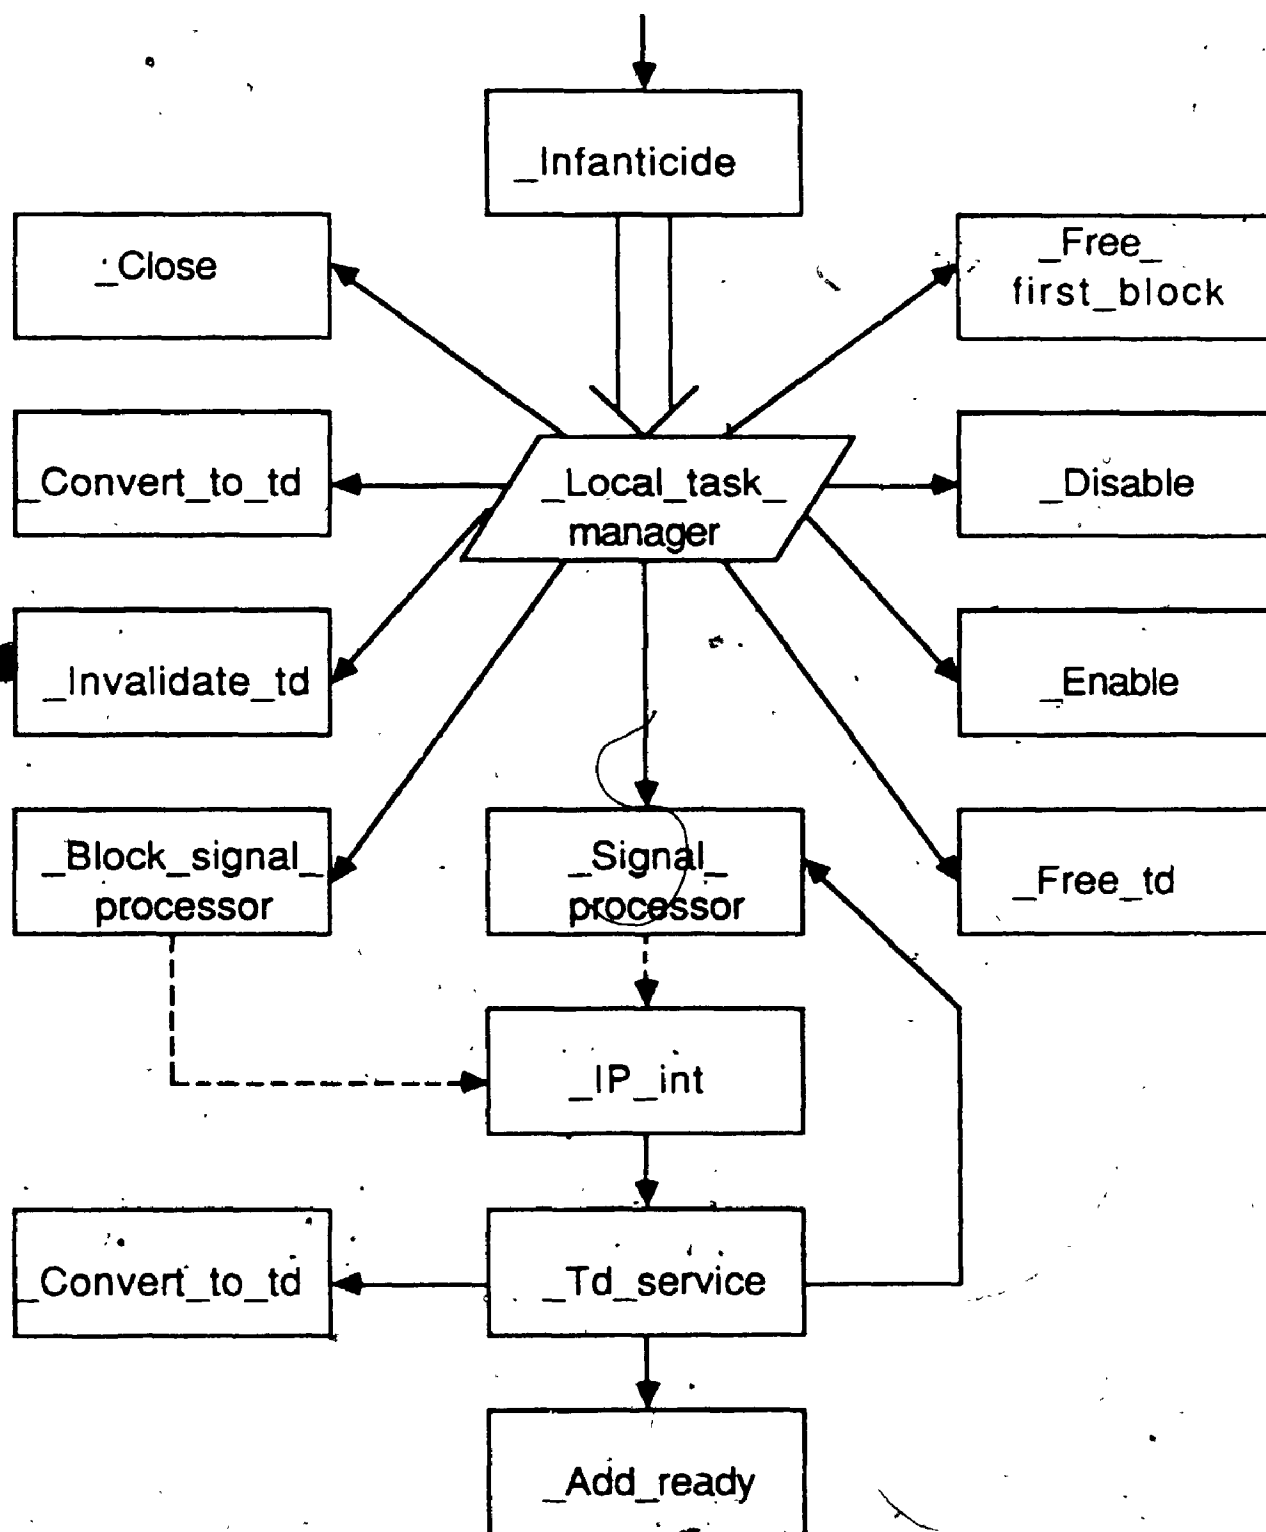 _Infanticide
_Close
_Free_
first_block
_Convert_to_td
_Local_task_
manager
_Disable
_Invalidate_td
_Enable
_Block_signal_
processor
_Signal_
processor
_Free_td
_IP_int
_Convert_to_td
_Td_service
_Add_ready